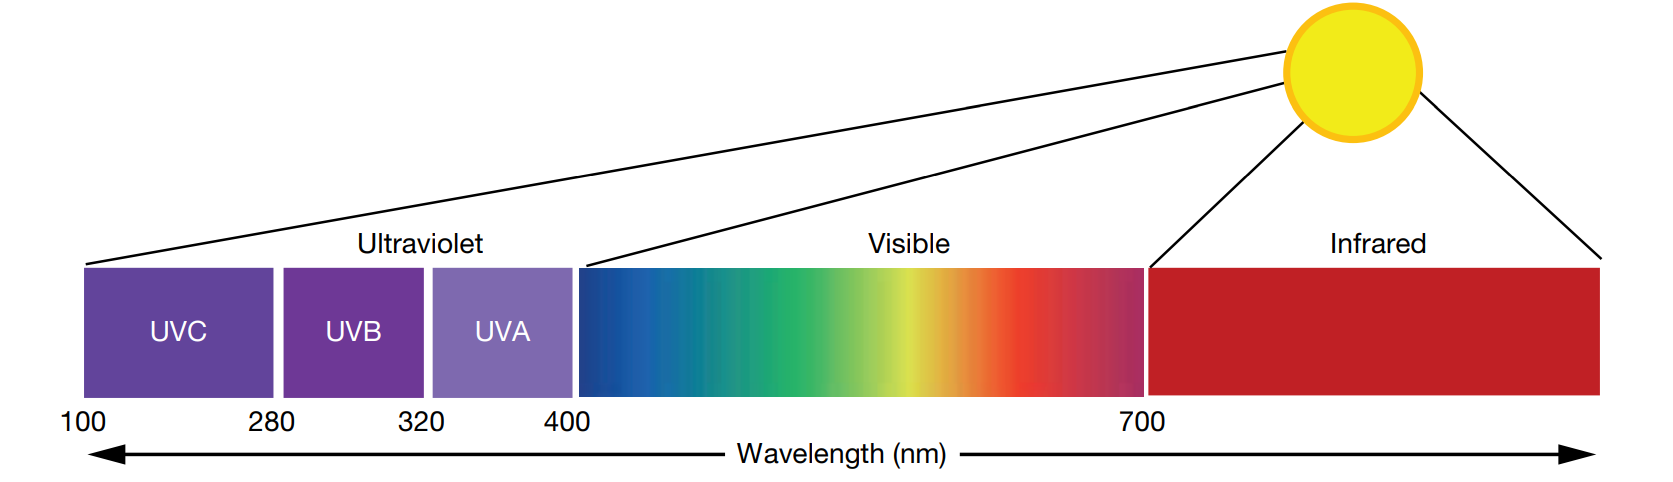 Ultraviolet Visible Infrared
UVC UVB UVA
100 280 320 400 700
Wavelength (nm)